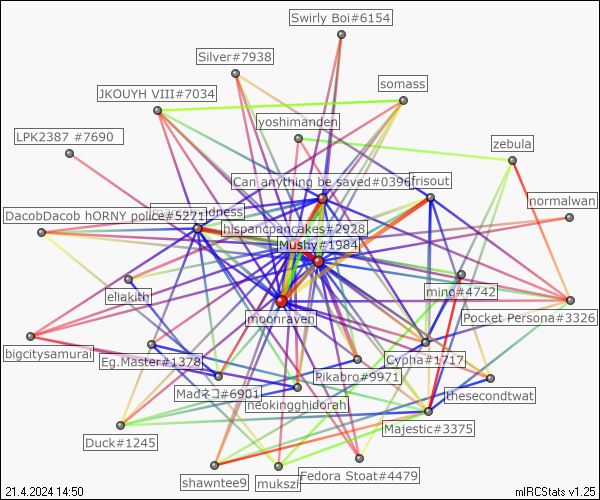 Swirly Boi#6154
Silver#7938
somass
JKOUYH VIII#7034
yoshimanden
LPK2387 #7690
zebula
Can anything be saved#0396
frisout
normalwan
DacobDacob hORNY police#5271
dness
hispancpancakes#2928
Mushy#1984
ming#4742
eliakith
moonraven
Pocket Persona#3326
bigcitysamurai
Eg.Master#1378
Cypha#1717
Pikabro#9971
Madネコ#6901
thesecondtwat
neokingghidorah
Duck#1245
Majestic#3375
shawntee9
mukszi
Fedora Stoat#4479
21.4.2024 14:50
mIRCStats v1.25